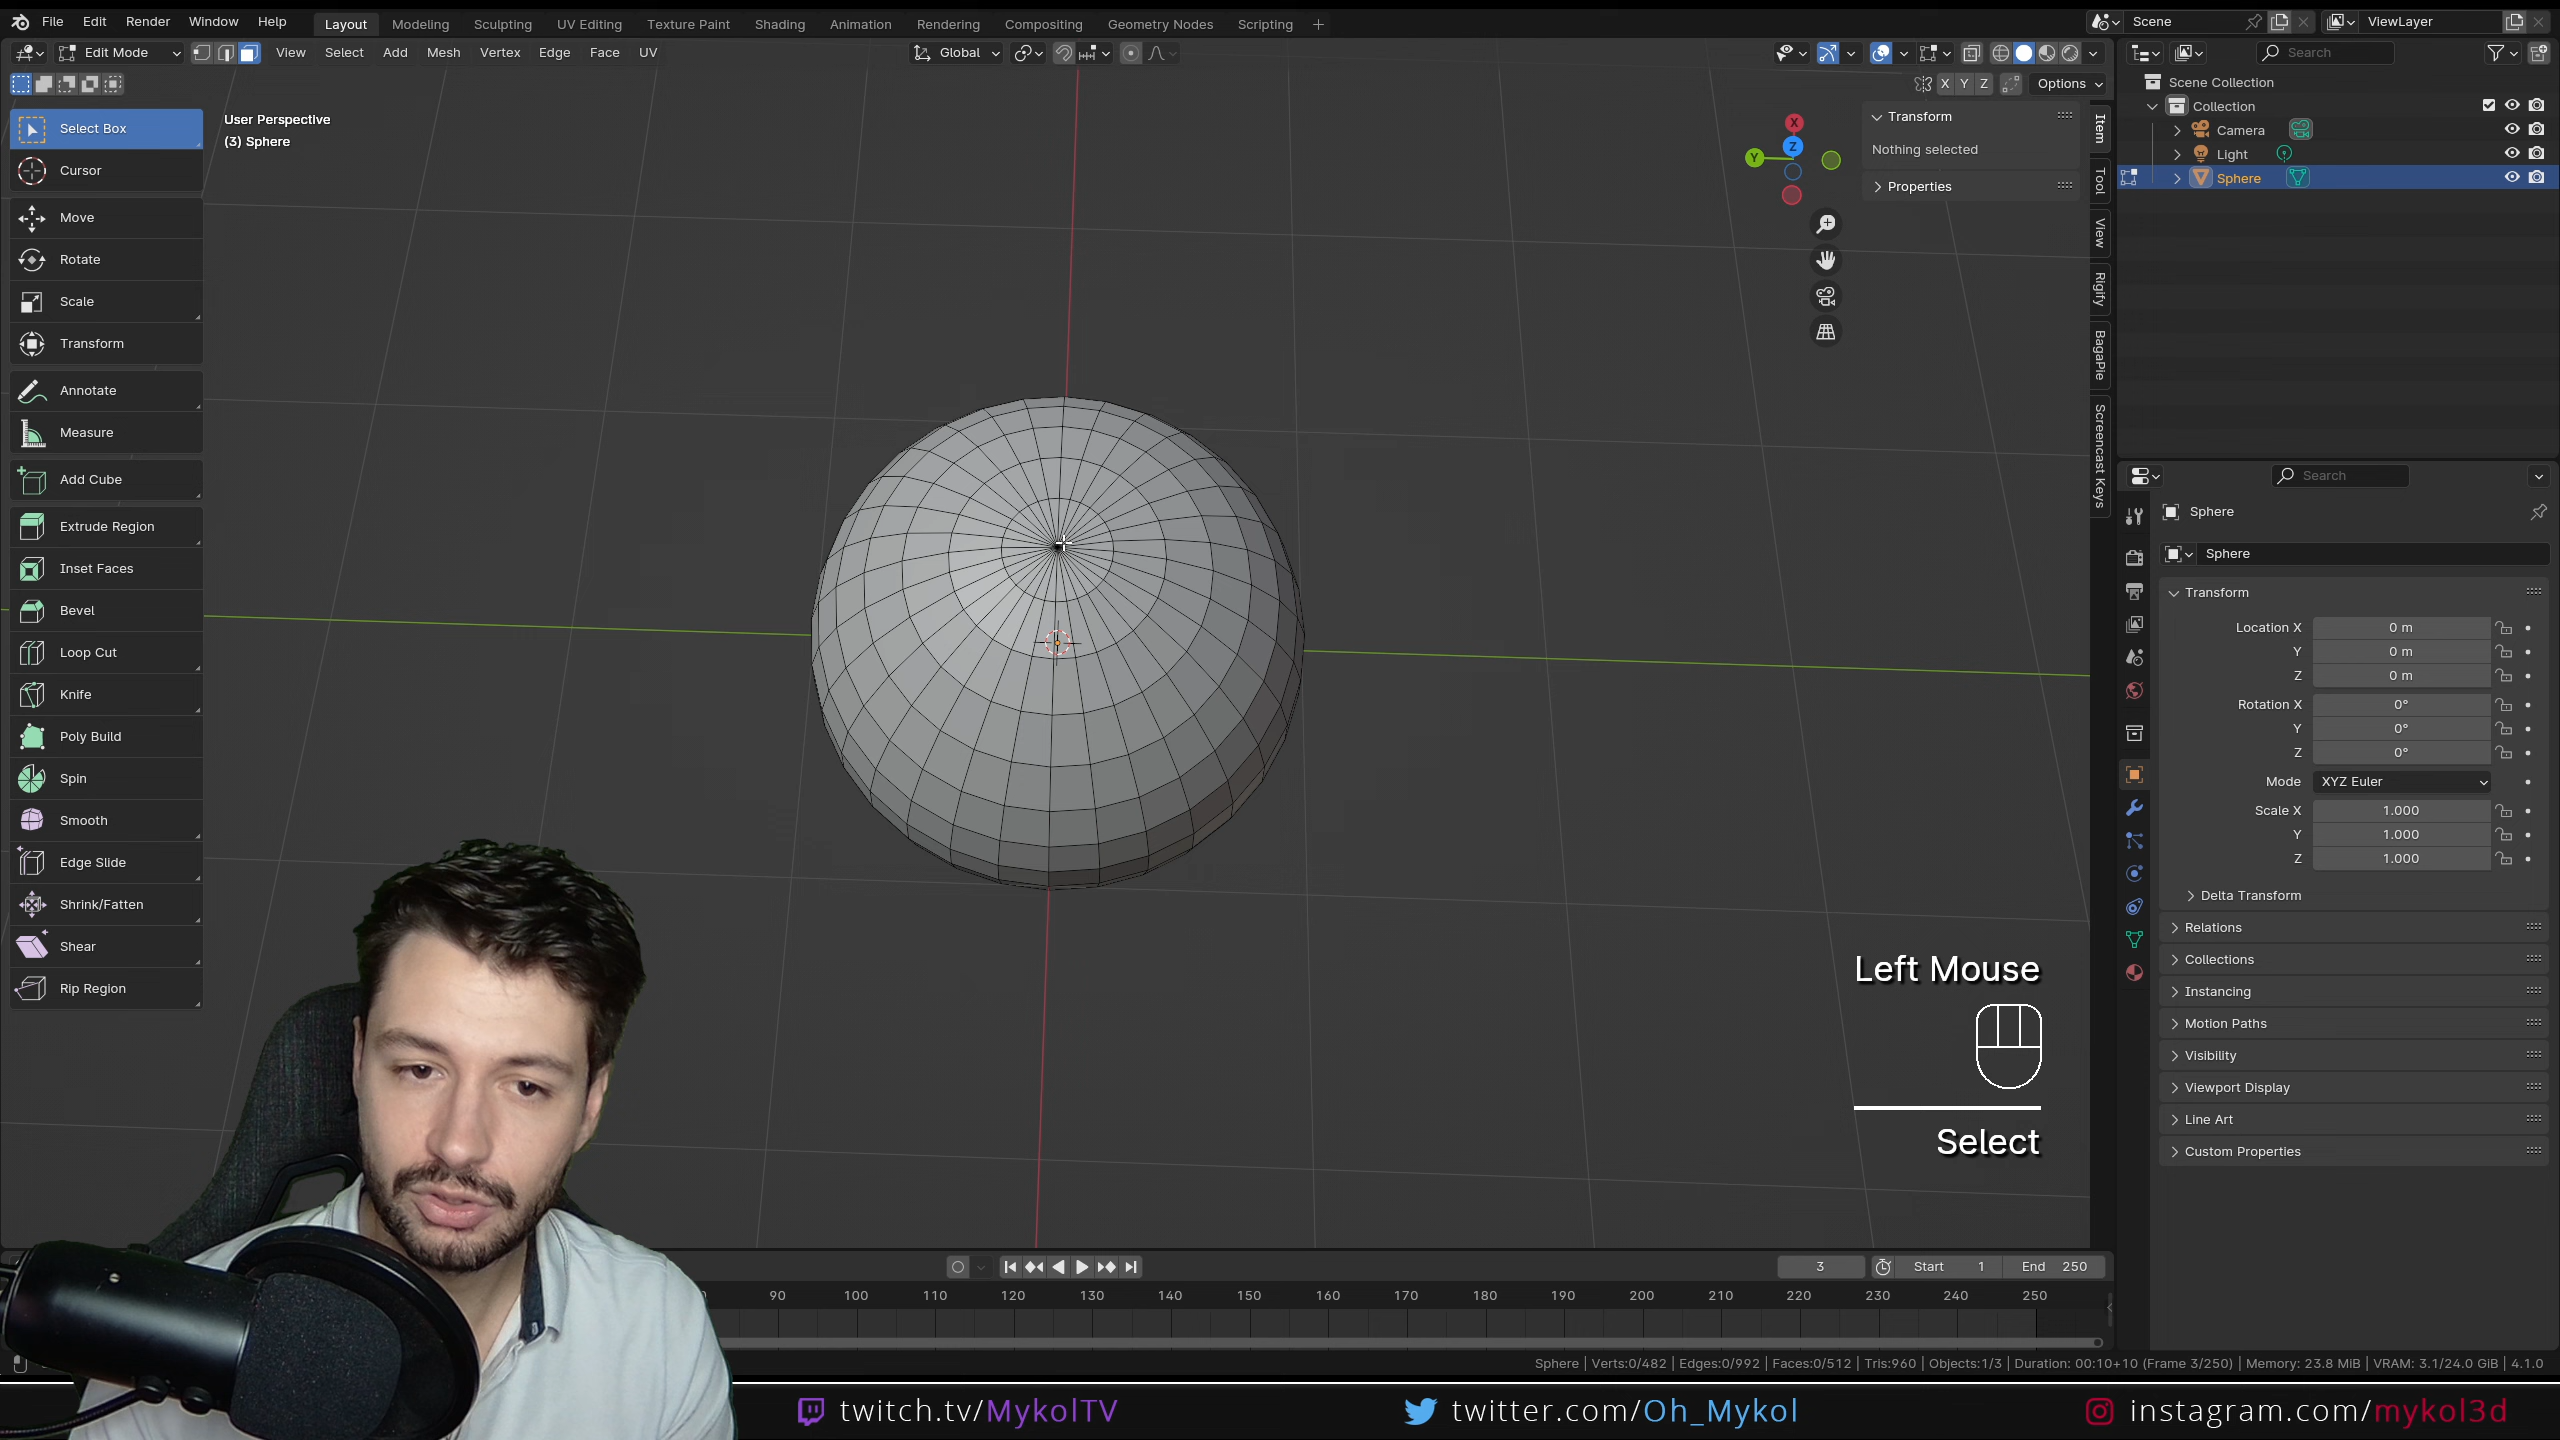 File Edit Render Window Help Layout Modeling Sculpting UV Editing Texture Paint Shading Animation Rendering Compositing Geometry Nodes Scripting
Scene ViewLayer
Edit Mode View Select Add Mesh Vertex Edge Face UV Global
Search
X Y Z Options
Scene Collection
Collection
Camera
Light
Sphere
Select Box
Cursor
Move
Rotate
Scale
Transform
Annotate
Measure
Add Cube
Extrude Region
Inset Faces
Bevel
Loop Cut
Knife
Poly Build
Spin
Smooth
Edge Slide
Shrink/Fatten
Shear
Rip Region
User Perspective
(3) Sphere
X
Y
Z
Transform
Nothing selected
Properties
Item
Tool
View
Rigify
BagaPie
Screencast Keys
Search
Sphere
Sphere
Transform
Location X 0 m
Y 0 m
Z 0 m
Rotation X 0°
Y 0°
Z 0°
Mode XYZ Euler
Scale X 1.000
Y 1.000
Z 1.000
Delta Transform
Relations
Collections
Instancing
Motion Paths
Visibility
Viewport Display
Line Art
Custom Properties
Left Mouse
Select
3 Start 1 End 250
90 100 110 120 130 140 150 160 170 180 190 200 210 220 230 240 250
Sphere | Verts:0/482 | Edges:0/992 | Faces:0/512 | Tris:960 | Objects:1/3 | Duration: 00:10+10 (Frame 3/250) | Memory: 23.8 MiB | VRAM: 3.1/24.0 GiB | 4.1.0
twitch.tv/MykolTV twitter.com/Oh_Mykol instagram.com/mykol3d